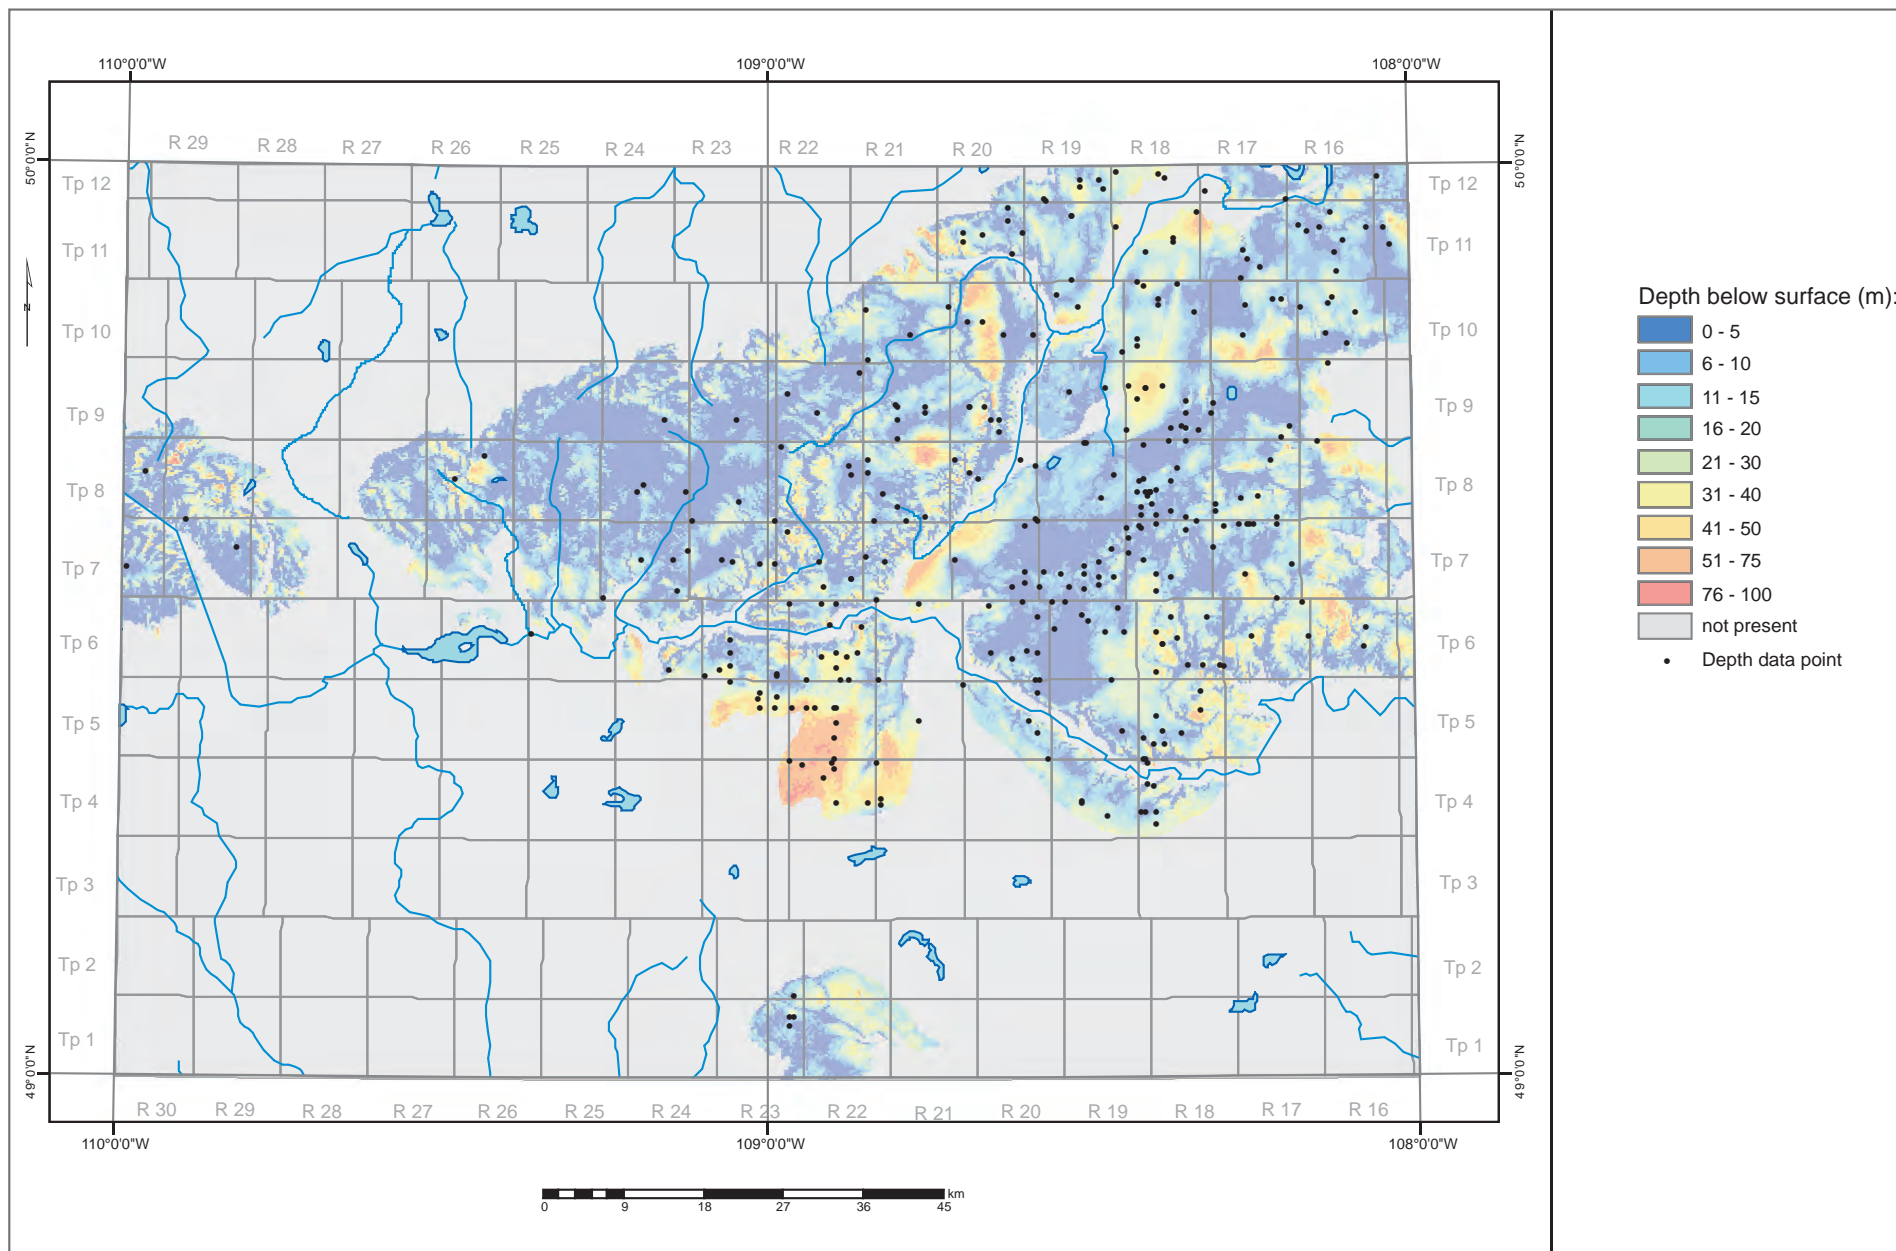 110°0'0"W 109°0'0"W 108°0'0"W
50°0'0"N 50°0'0"N
R 29 R 28 R 27 R 26 R 25 R 24 R 23 R 22 R 21 R 20 R 19 R 18 R 17 R 16
Tp 12 Tp 12
Tp 11 Tp 11
N
Tp 10 Tp 10
Tp 9 Tp 9
Tp 8 Tp 8
Tp 7 Tp 7
Tp 6 Tp 6
Tp 5 Tp 5
Tp 4 Tp 4
Tp 3 Tp 3
Tp 2 Tp 2
Tp 1 Tp 1
49°0'0"N 49°0'0"N
R 30 R 29 R 28 R 27 R 26 R 25 R 24 R 23 R 22 R 21 R 20 R 19 R 18 R 17 R 16
110°0'0"W 109°0'0"W 108°0'0"W
km
0 9 18 27 36 45
Depth below surface (m):
0 - 5
6 - 10
11 - 15
16 - 20
21 - 30
31 - 40
41 - 50
51 - 75
76 - 100
not present
Depth data point